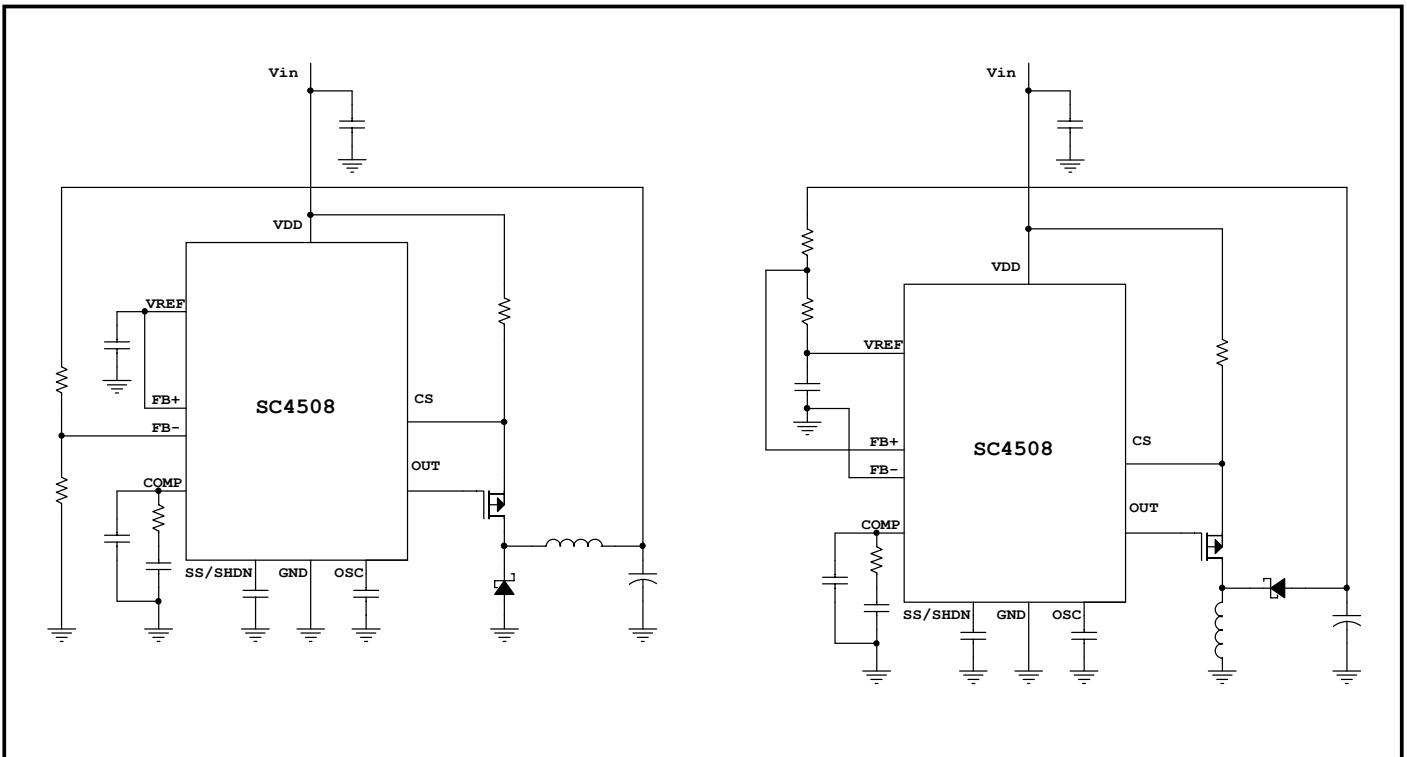 Vin
VDD
VREF
FB+
FB-
COMP
SC4508
CS
OUT
SS/SHDN GND OSC
Vin
VDD
VREF
FB+
FB-
COMP
SC4508
CS
OUT
SS/SHDN GND OSC